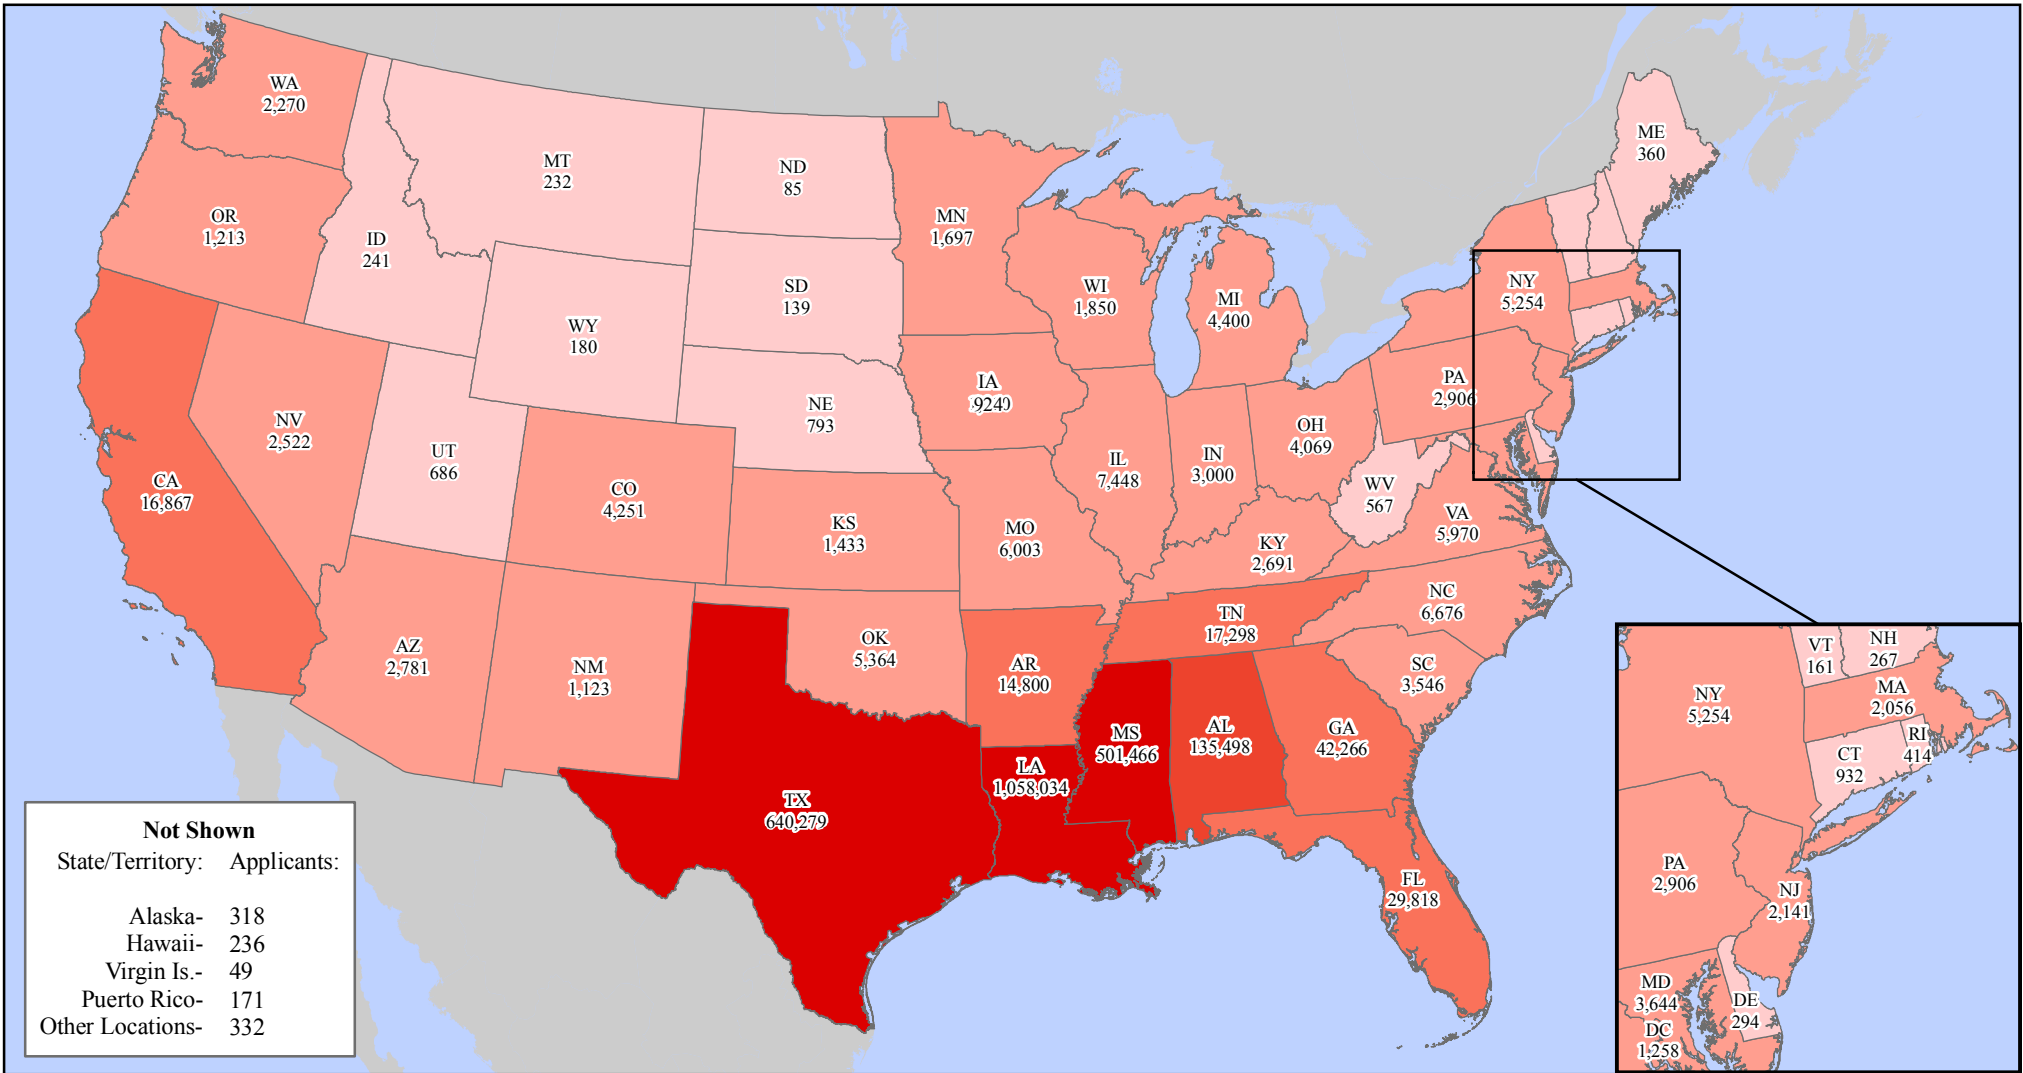 WA
2,270
OR
1,213
CA
16,867
ID
241
NV
2,522
MT
232
WY
180
UT
686
AZ
2,781
CO
4,251
NM
1,123
ND
85
SD
139
NE
793
KS
1,433
OK
5,364
TX
640,279
MN
1,697
IA
MO
6,003
AR
14,800
LA
1,058,034
WI
1,850
IL
7,448
MI
4,400
IN
3,000
OH
4,069
KY
2,691
TN
17,298
MS
501,466
AL
135,498
GA
42,266
FL
29,818
SC
3,546
NC
6,676
VA
5,970
WV
567
PA
2,906
NY
5,254
ME
360
VT
161
NH
267
NY
5,254
MA
2,056
RI
414
CT
932
PA
2,906
NJ
2,141
MD
3,644
DE
294
DC
1,258
Not Shown
State/Territory: Applicants:
Alaska- 318
Hawaii- 236
Virgin Is.- 49
Puerto Rico- 171
Other Locations- 332